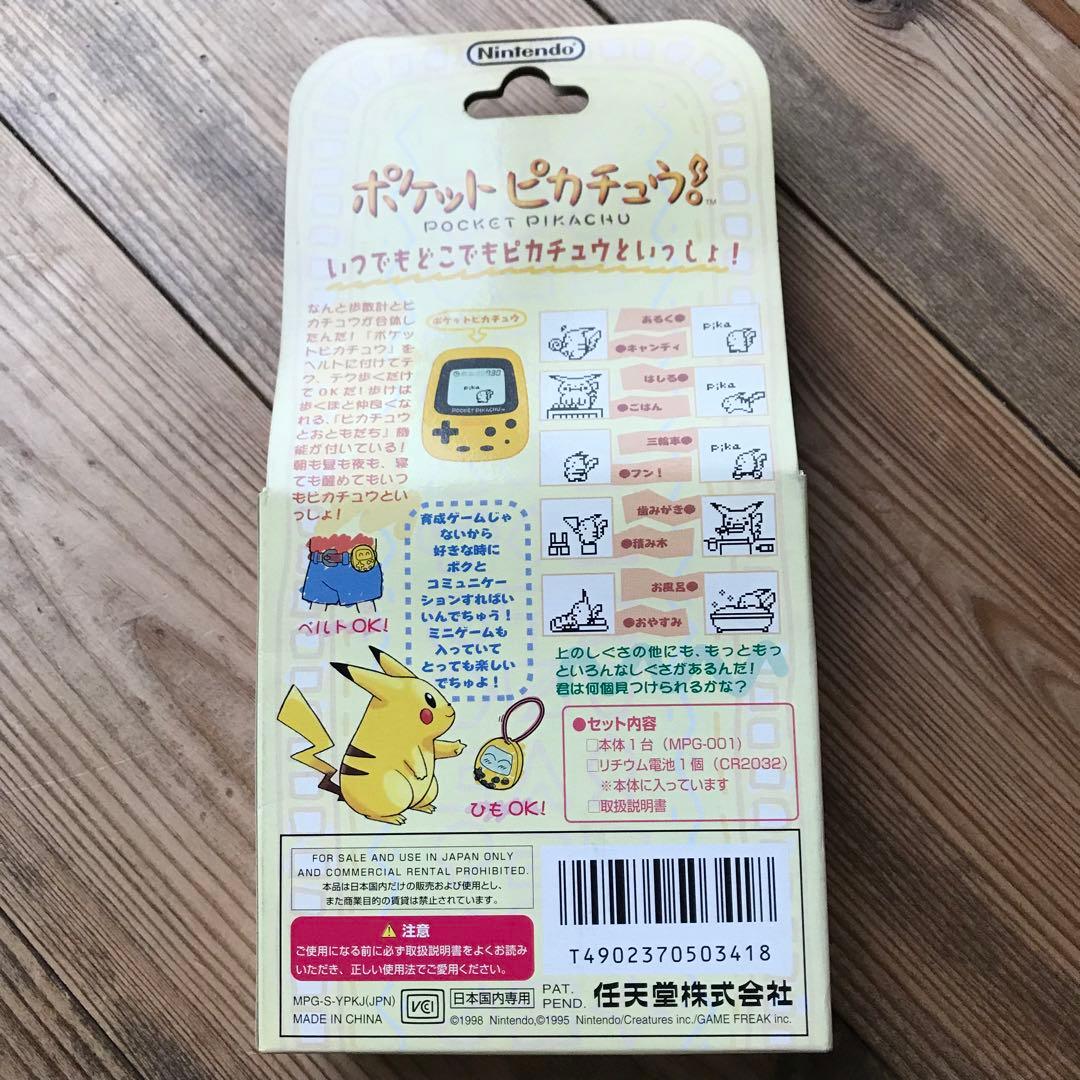 Nintendo
ポケットピカチュウ!™
POCKET PIKACHU
いつでもどこでもピカチュウといっしょ!
なんと歩数計とピ
カチュウが合体し
たんだ!「ポケッ
トピカチュウ」を
ベルトに付けてテ
ク、テク歩くだけ
でOKだ!歩けば
歩くほど仲良くな
れる、「ピカチュウ
とおともだち」機
能が付いている!
朝も昼も夜も、寝
ても醒めてもいつ
もピカチュウとい
っしょ!
ポケットピカチュウ
7:30
Pika
POCKET PIKACHU
あるく●
Pika
●キャンディ
はしる●
Pika
●ごはん
三輪車●
Pika
●フン!
歯みがき●
●積み木
お風呂●
●おやすみ
育成ゲームじゃ
ないから
好きな時に
ボクと
コミュニケー
ションすればい
いんでちゅう!
ミニゲームも
入っていて
とっても楽しい
でちゅよ!
ベルトOK!
ひもOK!
上のしぐさの他にも、もっともっ
といろんなしぐさがあるんだ!
君は何個見つけられるかな?
●セット内容
□本体1台(MPG-001)
□リチウム電池1個(CR2032)
※本体に入っています
□取扱説明書
FOR SALE AND USE IN JAPAN ONLY
AND COMMERCIAL RENTAL PROHIBITED.
本品は日本国内だけの販売および使用とし、
また商業目的の賃貸は禁止されています。
⚠注意
ご使用になる前に必ず取扱説明書をよくお読み
いただき、正しい使用法でご愛用ください。
T4902370503418
MPG-S-YPKJ(JPN)
MADE IN CHINA
VCI
日本国内専用
PAT.
PEND.
任天堂株式会社
©1998 Nintendo,©1995 Nintendo/Creatures inc./GAME FREAK inc.